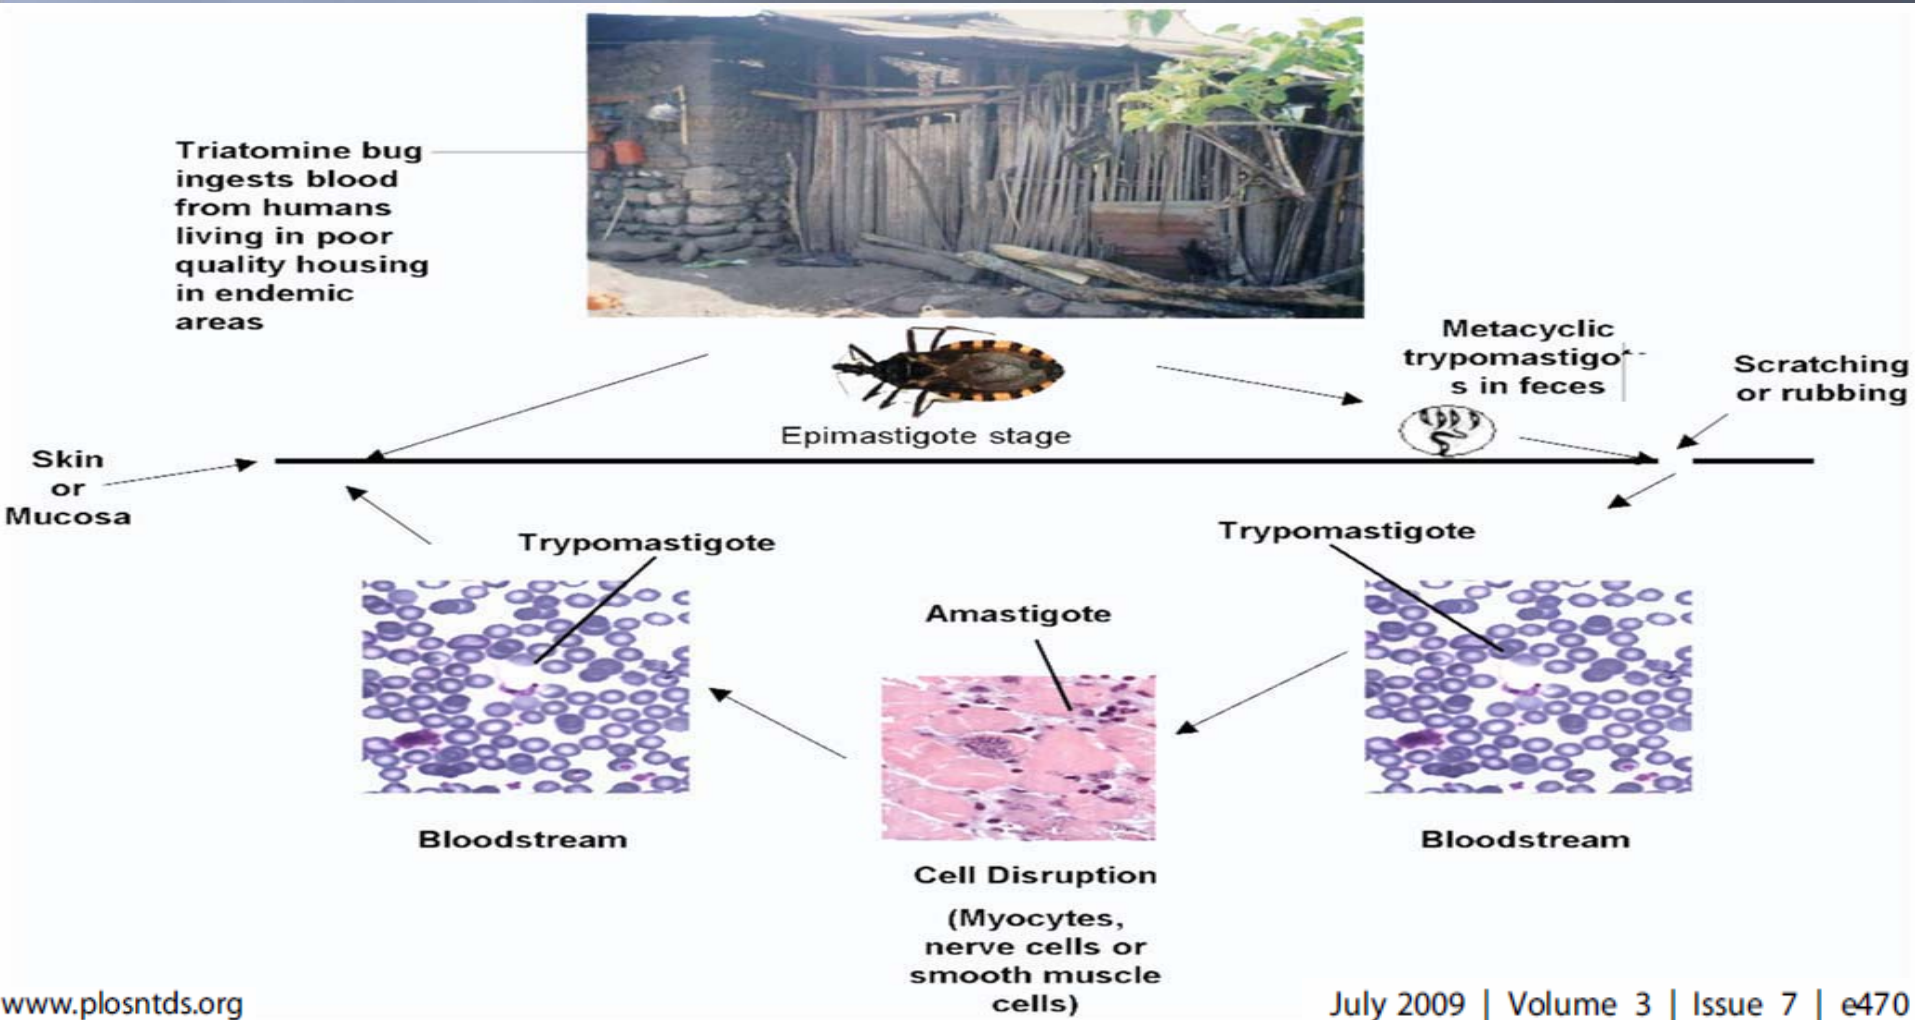 Triatomine bug
ingests blood
from humans
living in poor
quality housing
in endemic
areas
Metacyclic
trypomastigo
s in feces
Scratching
or rubbing
Epimastigote stage
Skin
or
Mucosa
Trypomastigote
Trypomastigote
Amastigote
Bloodstream
Bloodstream
Cell Disruption
(Myocytes,
nerve cells or
smooth muscle
cells)
www.plosntds.org
July 2009 | Volume 3 | Issue 7 | e470